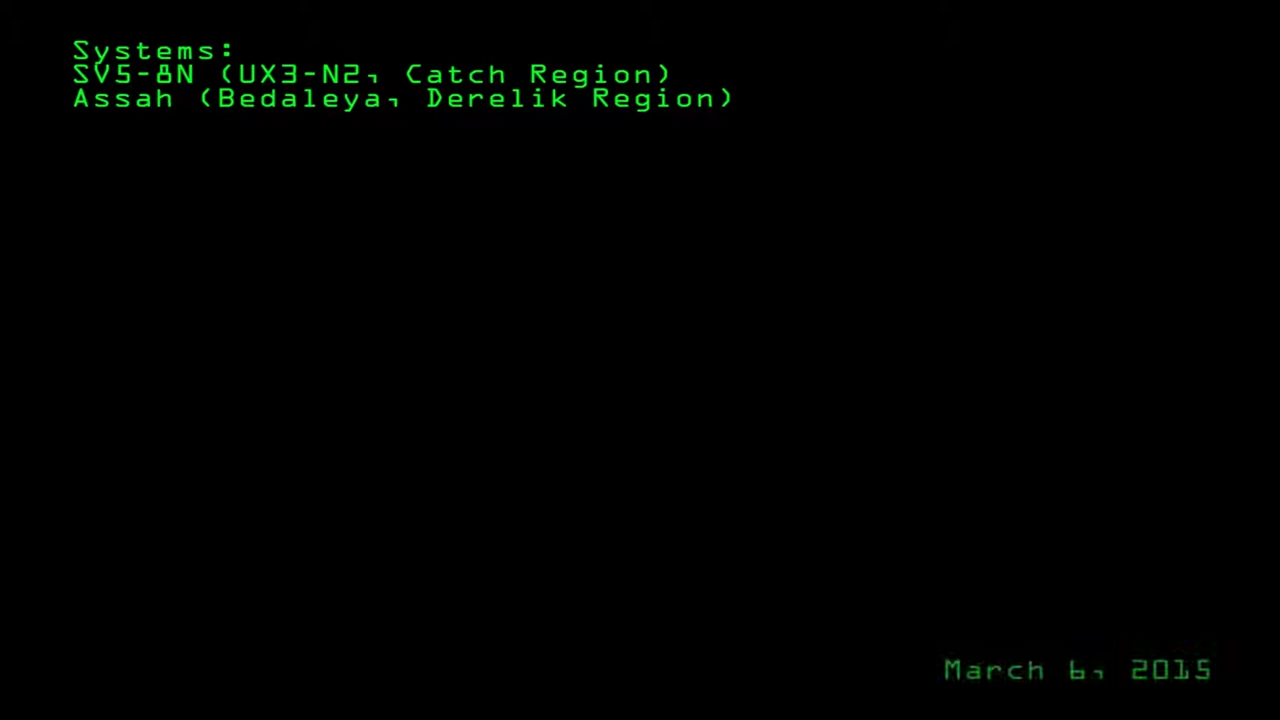 Systems:
SV5-8N (UX3-N2, Catch Region)
Assah (Bedaleya, Derelik Region)
March 6, 2015